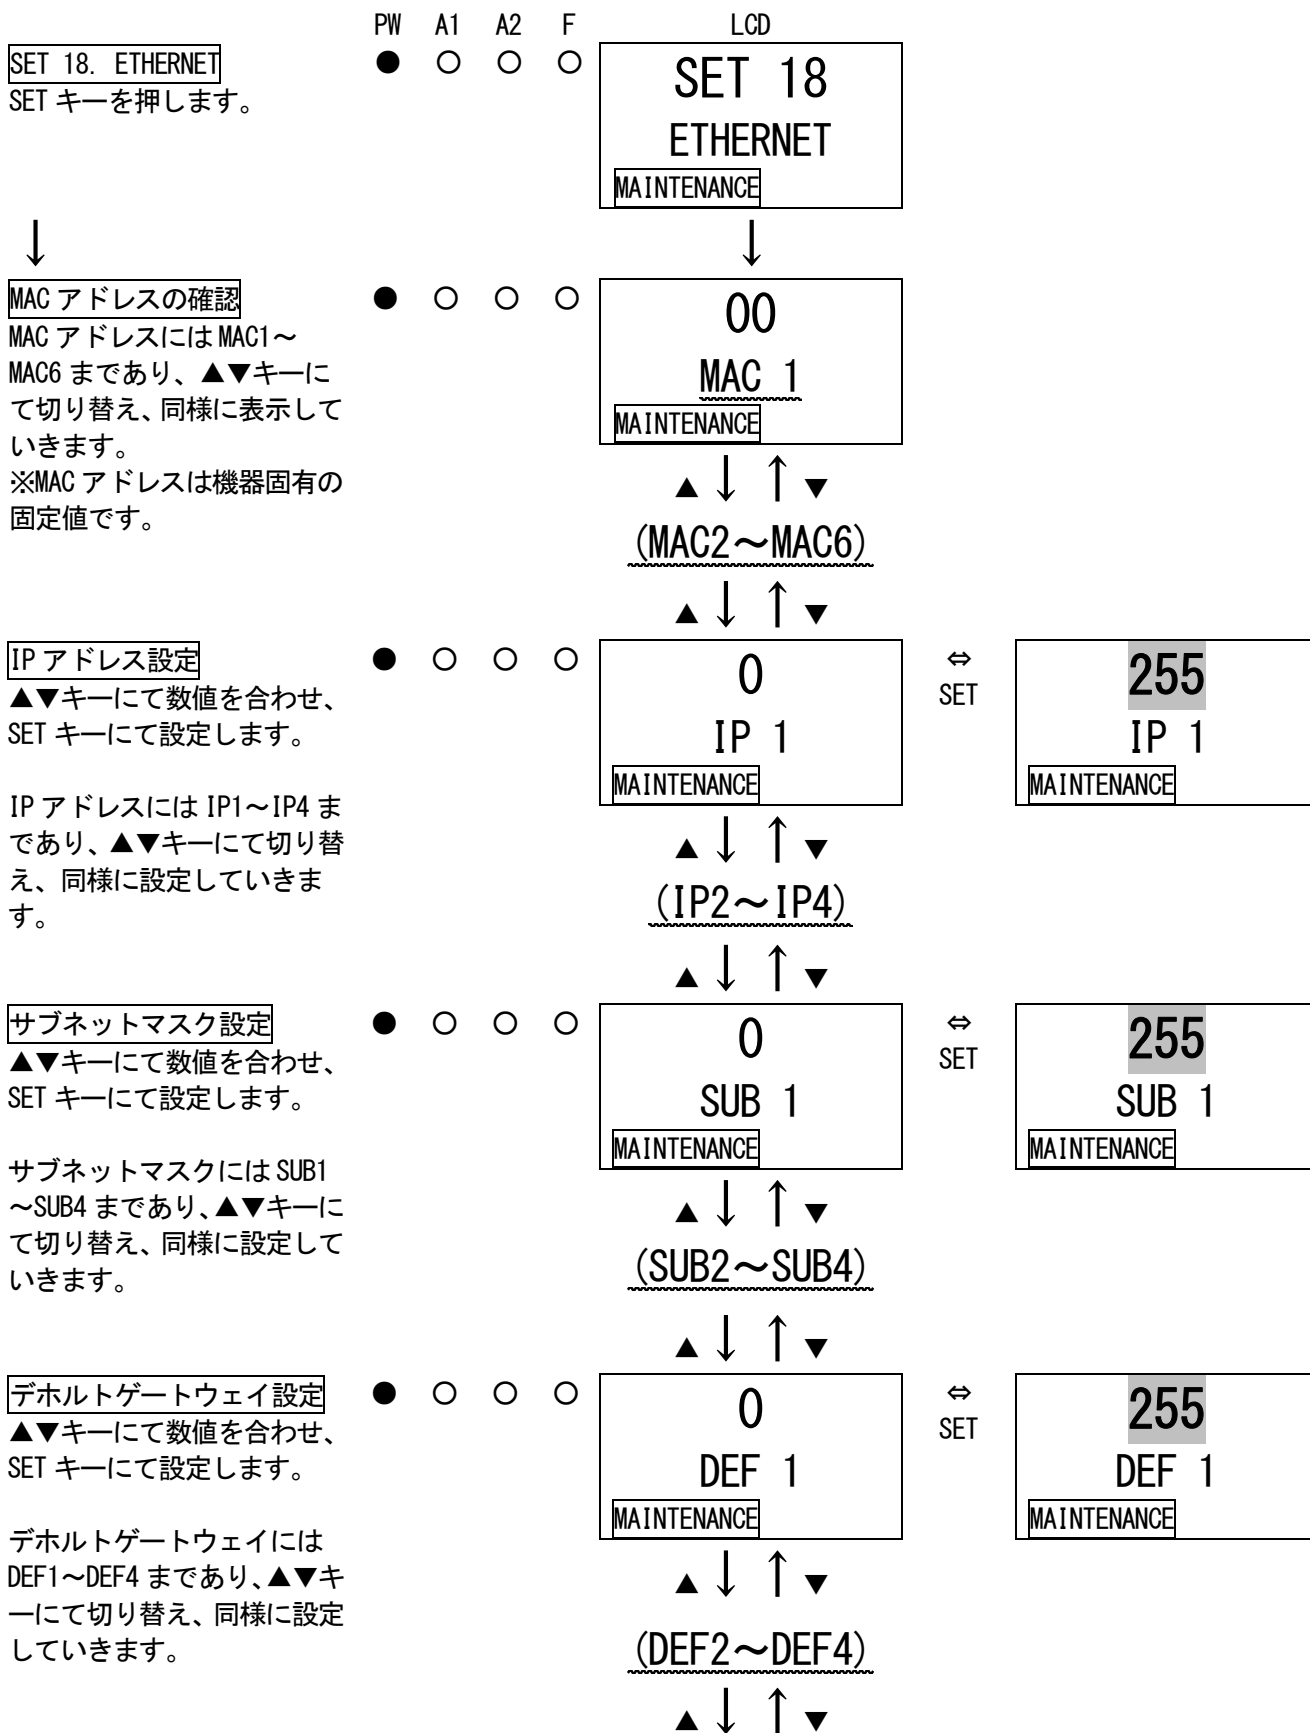 PW A1 A2 F LCD
SET 18. ETHERNET
SET キーを押します。
● ○ ○ ○
SET 18
ETHERNET
MAINTENANCE
↓ ↓
MAC アドレスの確認
MAC アドレスには MAC1～
MAC6 まであり、▲▼キーに
て切り替え、同様に表示して
いきます。
※MAC アドレスは機器固有の
固定値です。
● ○ ○ ○
00
MAC 1
MAINTENANCE
▲ ↓ ↑ ▼
(MAC2～MAC6)
▲ ↓ ↑ ▼
IP アドレス設定
▲▼キーにて数値を合わせ、
SET キーにて設定します。
IP アドレスには IP1～IP4 ま
であり、▲▼キーにて切り替
え、同様に設定していきま
す。
● ○ ○ ○
0
IP 1
MAINTENANCE
⇔
SET
255
IP 1
MAINTENANCE
▲ ↓ ↑ ▼
(IP2～IP4)
▲ ↓ ↑ ▼
サブネットマスク設定
▲▼キーにて数値を合わせ、
SET キーにて設定します。
サブネットマスクには SUB1
～SUB4 まであり、▲▼キーに
て切り替え、同様に設定して
いきます。
● ○ ○ ○
0
SUB 1
MAINTENANCE
⇔
SET
255
SUB 1
MAINTENANCE
▲ ↓ ↑ ▼
(SUB2～SUB4)
▲ ↓ ↑ ▼
デホルトゲートウェイ設定
▲▼キーにて数値を合わせ、
SET キーにて設定します。
デホルトゲートウェイには
DEF1～DEF4 まであり、▲▼キ
ーにて切り替え、同様に設定
していきます。
● ○ ○ ○
0
DEF 1
MAINTENANCE
⇔
SET
255
DEF 1
MAINTENANCE
▲ ↓ ↑ ▼
(DEF2～DEF4)
▲ ↓ ↑ ▼